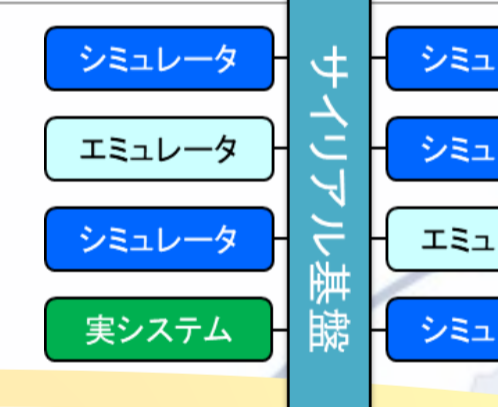 シミュレータ
エミュレータ
シミュレータ
実システム
サイリアル基盤
シミュ
シミュ
エミュ
シミュ